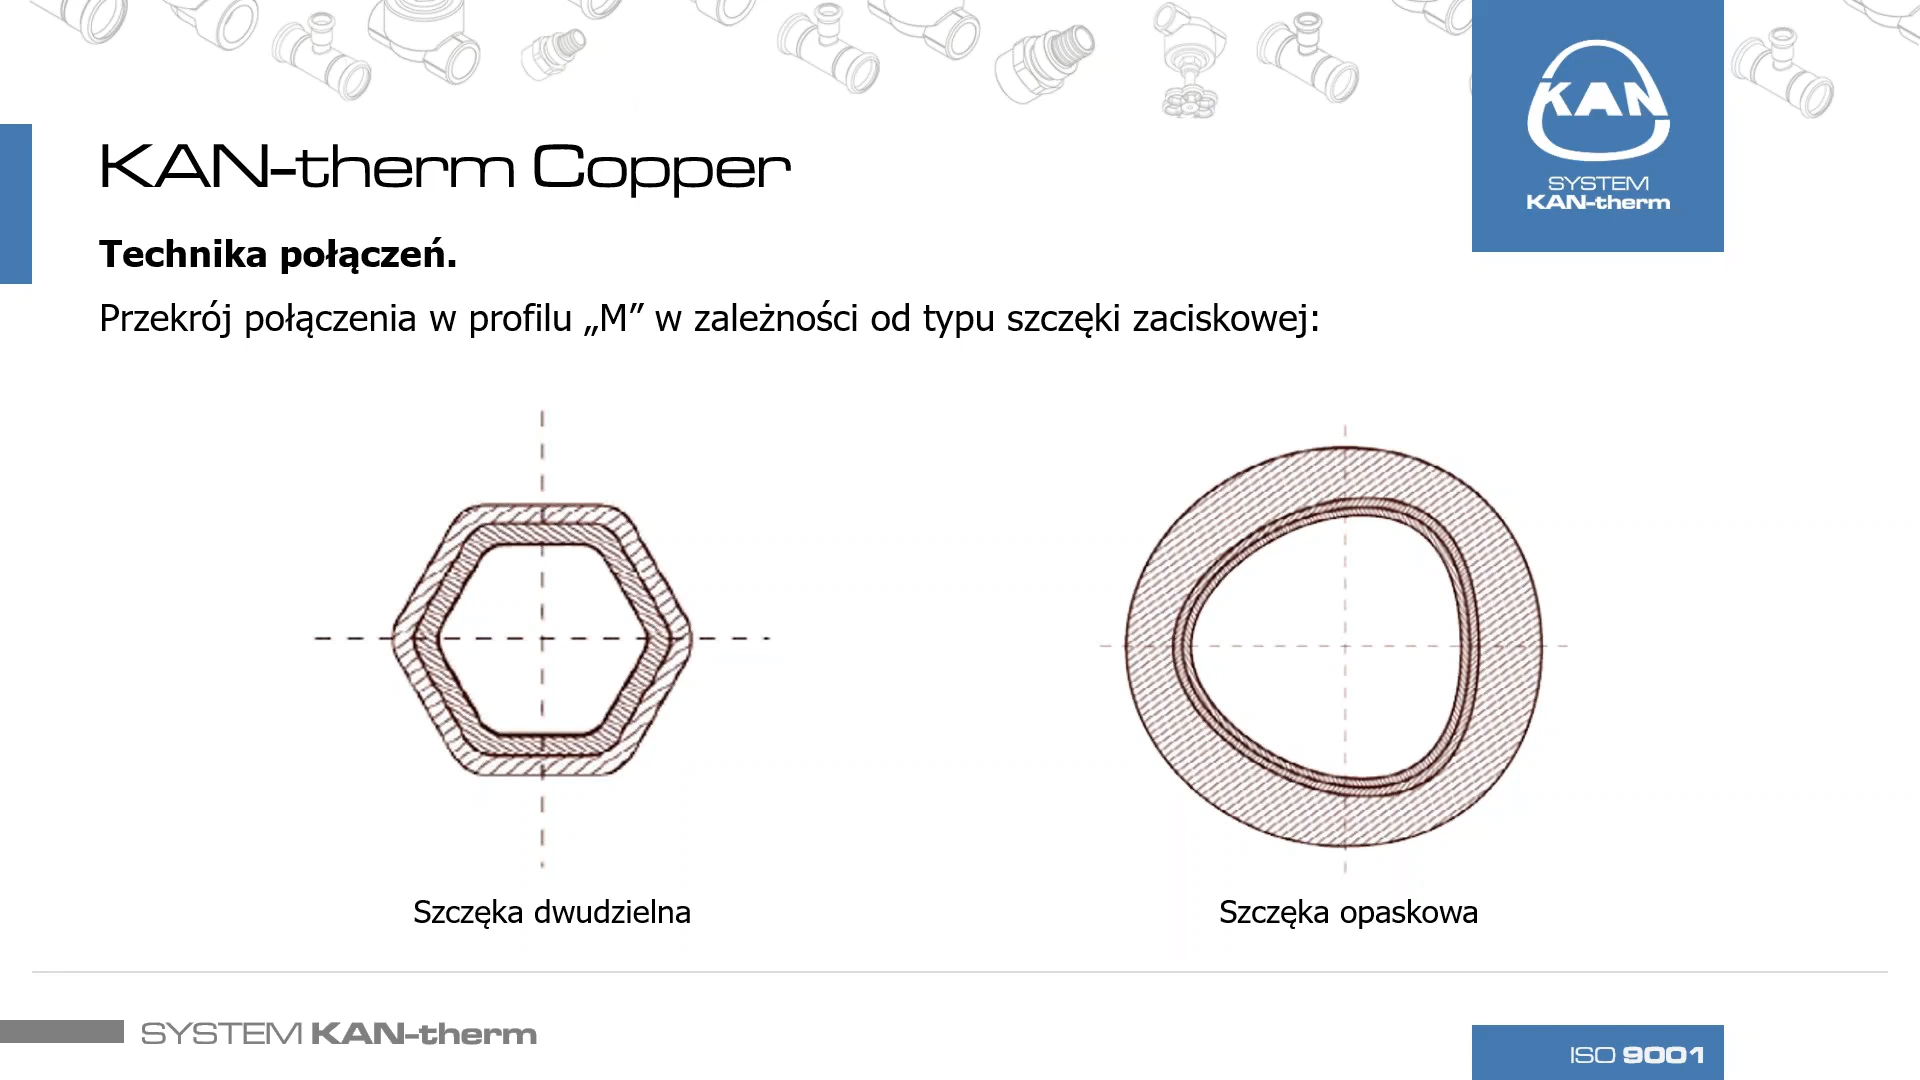 KAN
SYSTEM
KAN-therm
KAN-therm Copper
Technika połączeń.
Przekrój połączenia w profilu „M” w zależności od typu szczęki zaciskowej:
Szczęka dwudzielna
Szczęka opaskowa
SYSTEM KAN-therm
ISO 9001